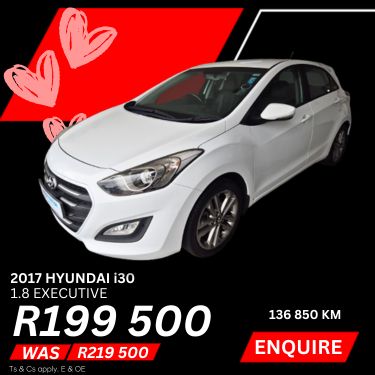 2017 HYUNDAI i30
1.8 EXECUTIVE
R199 500
136 850 KM
WAS R219 500
ENQUIRE
Ts & Cs apply. E & OE